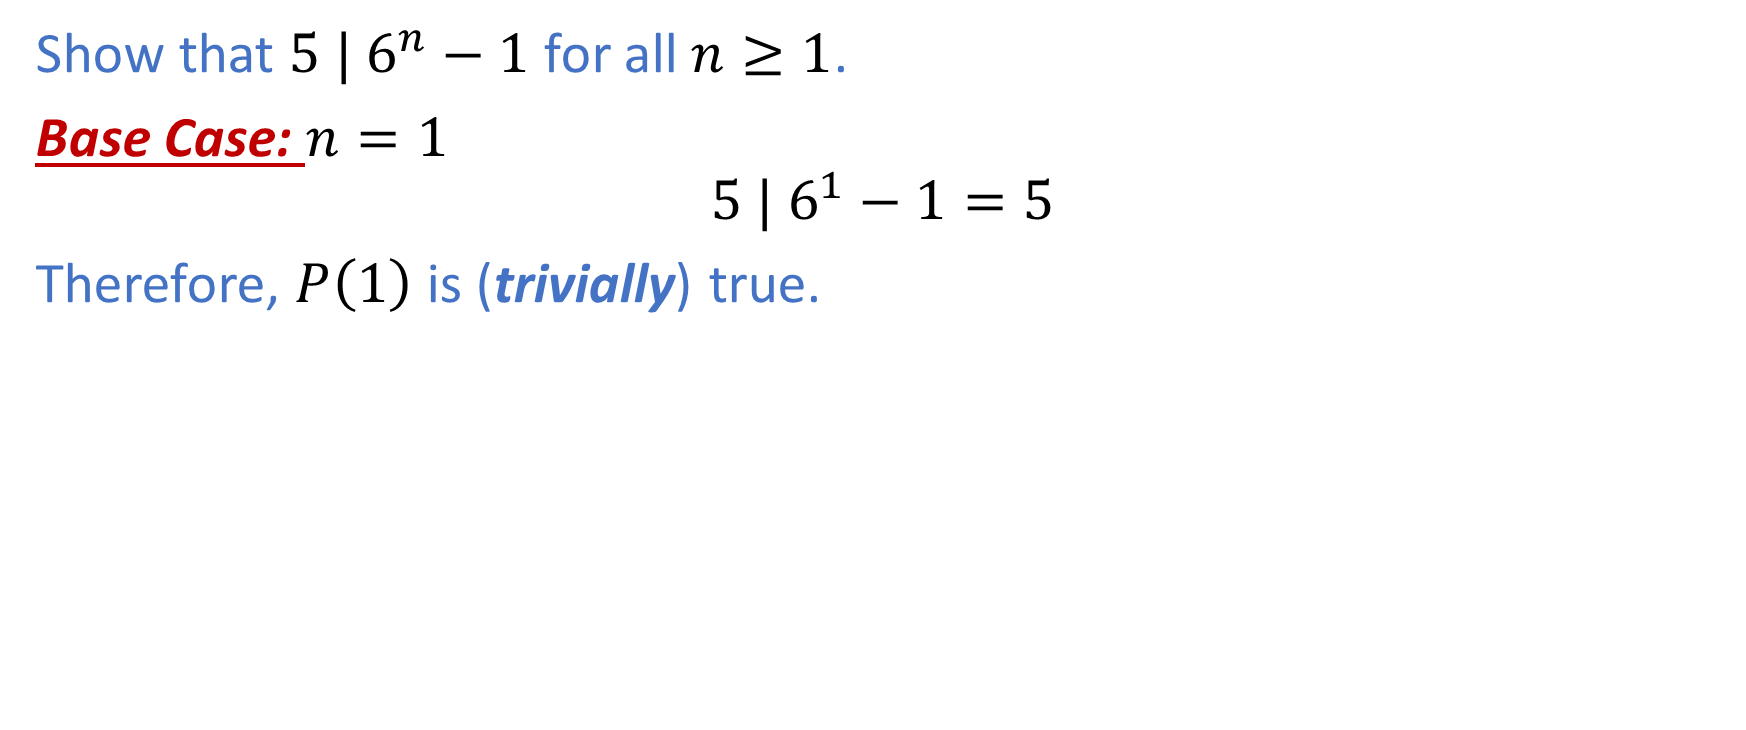 Show that 5 | 6ⁿ − 1 for all n ≥ 1.
Base Case: n = 1
5 | 6¹ − 1 = 5
Therefore, P(1) is (trivially) true.